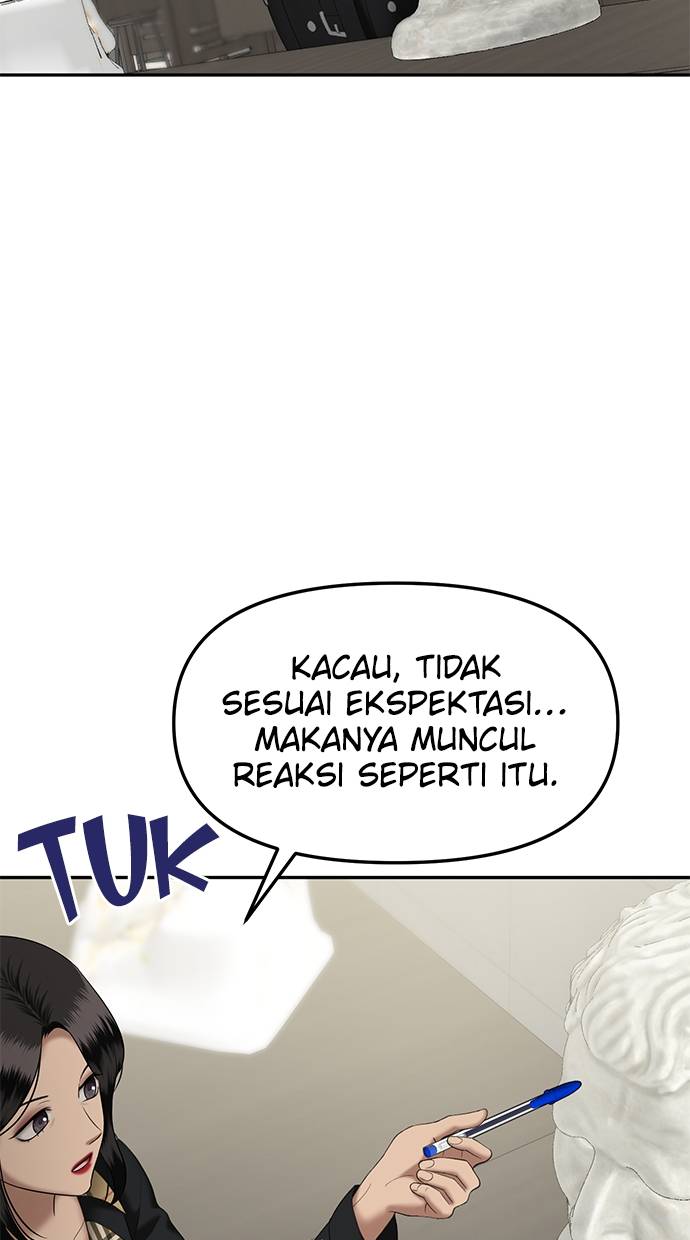 KACAU, TIDAK
SESUAI EKSPEKTASI...
MAKANYA MUNCUL
REAKSI SEPERTI ITU.
TUK